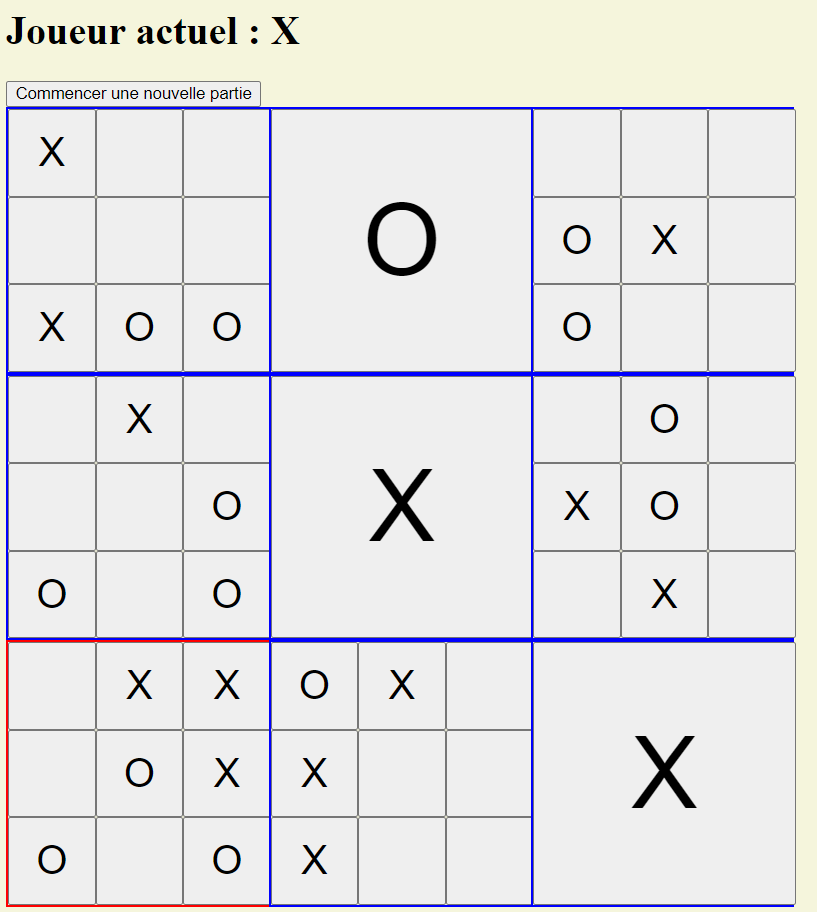 Joueur actuel : X
Commencer une nouvelle partie
X
O
O X
X O O O
X O
O X X O
O O X
X X O X
O X X X
O O X